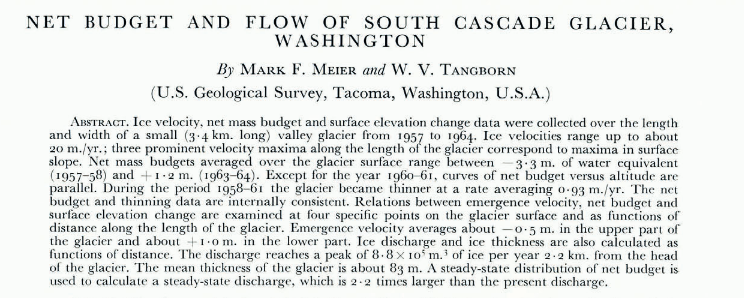 NET BUDGET AND FLOW OF SOUTH CASCADE GLACIER,
WASHINGTON
By MARK F. MEIER and W. V. TANGBORN
(U.S. Geological Survey, Tacoma, Washington, U.S.A.)
ABSTRACT. Ice velocity, net mass budget and surface elevation change data were collected over the length
and width of a small (3·4 km. long) valley glacier from 1957 to 1964. Ice velocities range up to about
20 m./yr.; three prominent velocity maxima along the length of the glacier correspond to maxima in surface
slope. Net mass budgets averaged over the glacier surface range between −3·3 m. of water equivalent
(1957–58) and +1·2 m. (1963–64). Except for the year 1960–61, curves of net budget versus altitude are
parallel. During the period 1958–61 the glacier became thinner at a rate averaging 0·93 m./yr. The net
budget and thinning data are internally consistent. Relations between emergence velocity, net budget and
surface elevation change are examined at four specific points on the glacier surface and as functions of
distance along the length of the glacier. Emergence velocity averages about −0·5 m. in the upper part of
the glacier and about +1·0 m. in the lower part. Ice discharge and ice thickness are also calculated as
functions of distance. The discharge reaches a peak of 8·8×10⁵ m.³ of ice per year 2·2 km. from the head
of the glacier. The mean thickness of the glacier is about 83 m. A steady-state distribution of net budget is
used to calculate a steady-state discharge, which is 2·2 times larger than the present discharge.